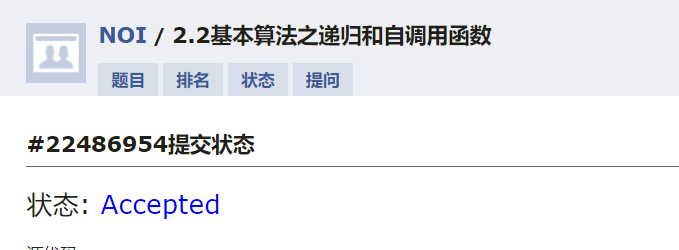 NOI / 2.2基本算法之递归和自调用函数
题目 排名 状态 提问
#22486954提交状态
状态: Accepted